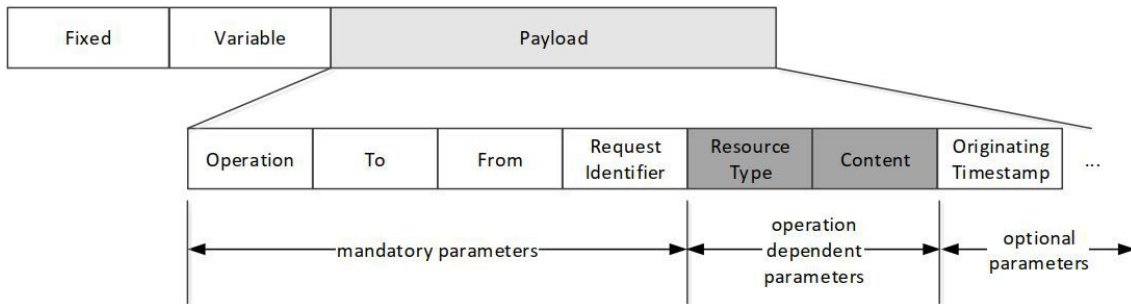 Fixed
Variable
Payload
Operation
To
From
Request
Identifier
Resource
Type
Content
Originating
Timestamp
...
mandatory parameters
operation
dependent
parameters
optional
parameters